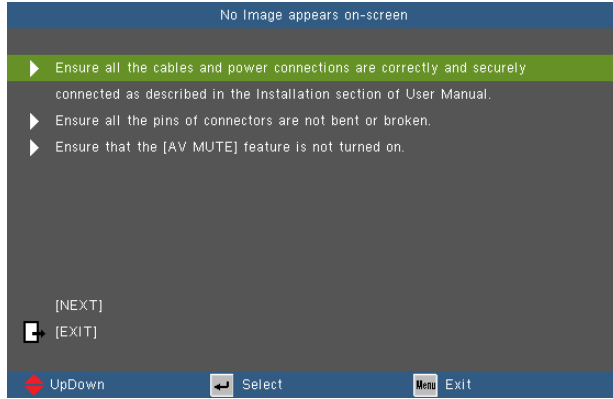 No Image appears on-screen
Ensure all the cables and power connections are correctly and securely
connected as described in the Installation section of User Manual.
Ensure all the pins of connectors are not bent or broken.
Ensure that the [AV MUTE] feature is not turned on.
[NEXT]
[EXIT]
UpDown Select Menu Exit